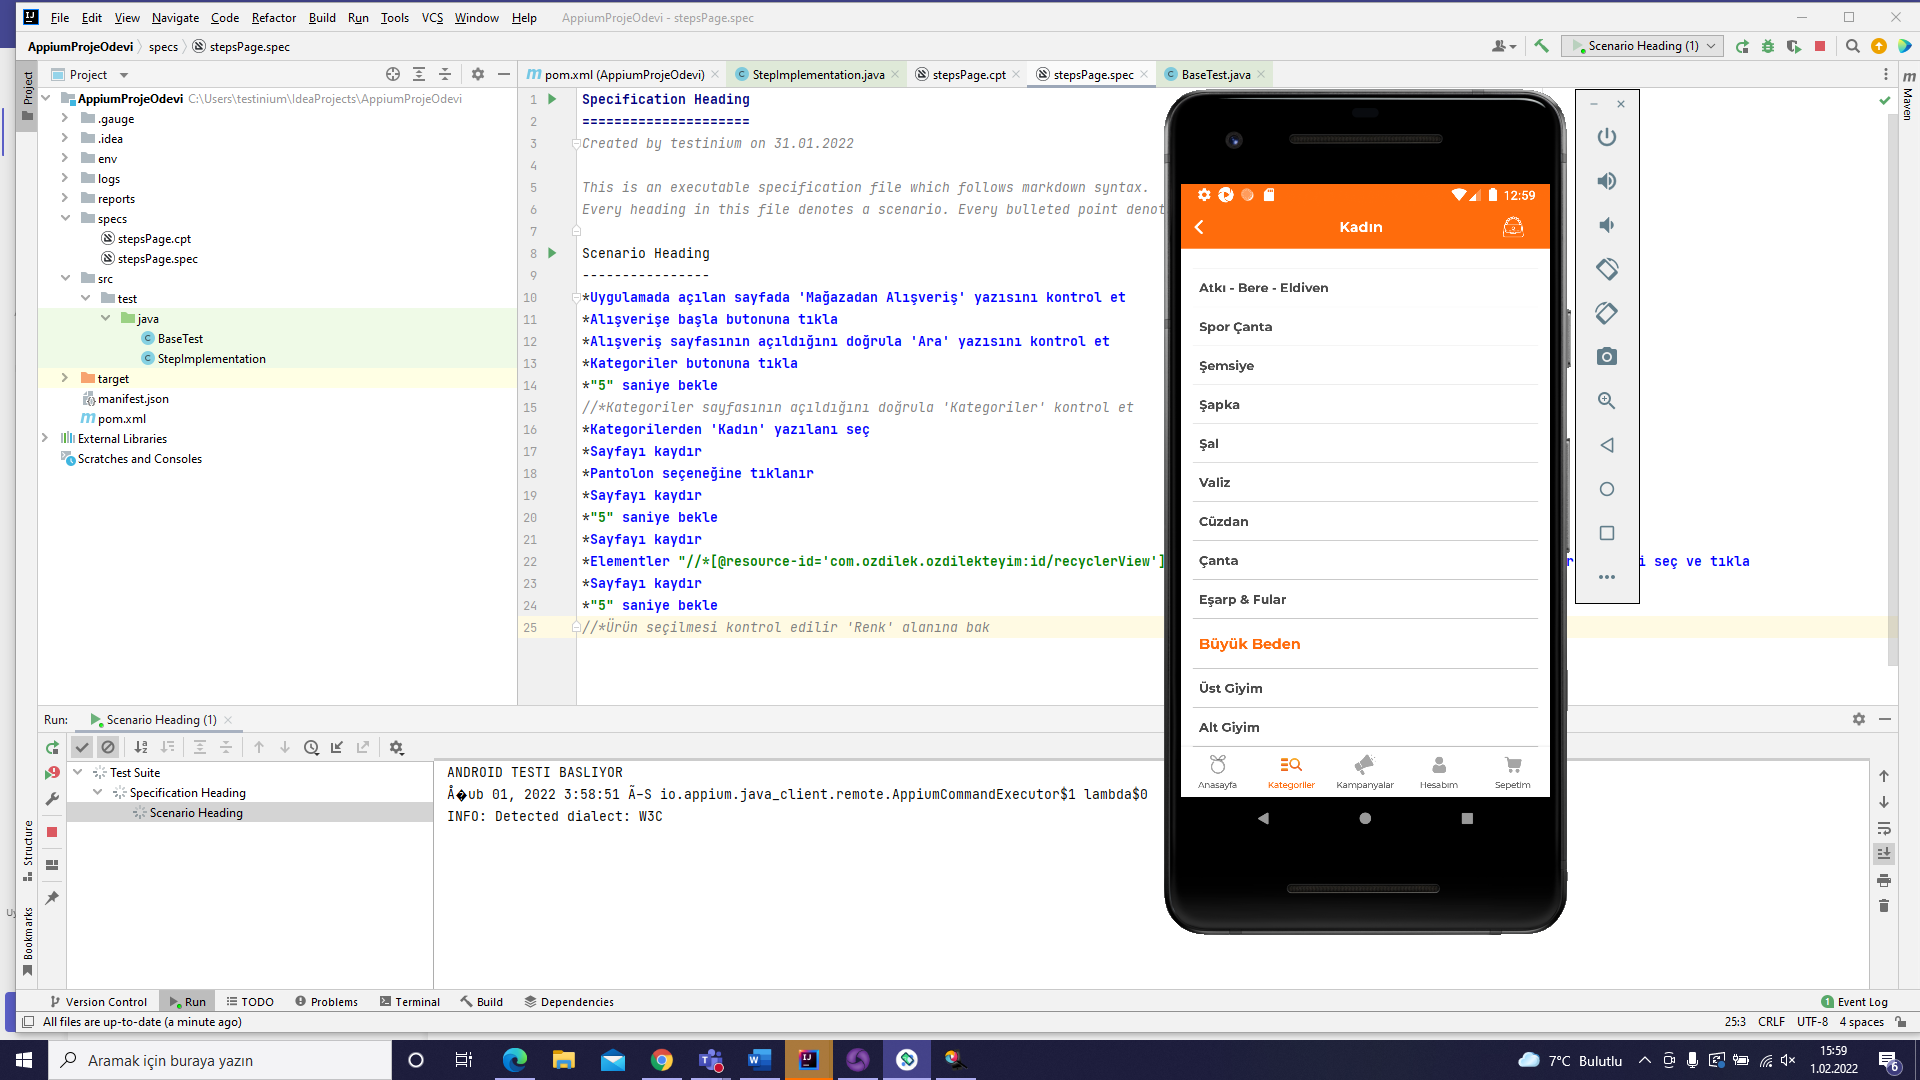 File Edit View Navigate Code Refactor Build Run Tools VCS Window Help AppiumProjeOdevi - stepsPage.spec
AppiumProjeOdevi specs stepsPage.spec
Scenario Heading (1)
Project
pom.xml (AppiumProjeOdevi) StepImplementation.java stepsPage.cpt stepsPage.spec BaseTest.java
Project
Maven
AppiumProjeOdevi C:\Users\testinium\IdeaProjects\AppiumProjeOdevi
.gauge
.idea
env
logs
reports
specs
stepsPage.cpt
stepsPage.spec
src
test
java
BaseTest
StepImplementation
target
manifest.json
pom.xml
External Libraries
Scratches and Consoles
1 Specification Heading
2 =====================
3 Created by testinium on 31.01.2022
4
5 This is an executable specification file which follows markdown syntax.
6 Every heading in this file denotes a scenario. Every bulleted point denot
7
8 Scenario Heading
9 ----------------
10 *Uygulamada açılan sayfada 'Mağazadan Alışveriş' yazısını kontrol et
11 *Alışverişe başla butonuna tıkla
12 *Alışveriş sayfasının açıldığını doğrula 'Ara' yazısını kontrol et
13 *Kategoriler butonuna tıkla
14 *"5" saniye bekle
15 //*Kategoriler sayfasının açıldığını doğrula 'Kategoriler' kontrol et
16 *Kategorilerden 'Kadın' yazılanı seç
17 *Sayfayı kaydır
18 *Pantolon seçeneğine tıklanır
19 *Sayfayı kaydır
20 *"5" saniye bekle
21 *Sayfayı kaydır
22 *Elementler "//*[@resource-id='com.ozdilek.ozdilekteyim:id/recyclerView'] i seç ve tıkla
23 *Sayfayı kaydır
24 *"5" saniye bekle
25 //*Ürün seçilmesi kontrol edilir 'Renk' alanına bak
12:59
Kadın
Atkı - Bere - Eldiven
Spor Çanta
Şemsiye
Şapka
Şal
Valiz
Cüzdan
Çanta
Eşarp & Fular
Büyük Beden
Üst Giyim
Alt Giyim
Anasayfa Kategoriler Kampanyalar Hesabım Sepetim
Run: Scenario Heading (1)
Test Suite
Specification Heading
Scenario Heading
ANDROID TESTI BASLIYOR
Å�ub 01, 2022 3:58:51 Ã–S io.appium.java_client.remote.AppiumCommandExecutor$1 lambda$0
INFO: Detected dialect: W3C
Structure
Bookmarks
Version Control Run TODO Problems Terminal Build Dependencies 1 Event Log
All files are up-to-date (a minute ago) 25:3 CRLF UTF-8 4 spaces
Aramak için buraya yazın
7°C Bulutlu
15:59
1.02.2022
6